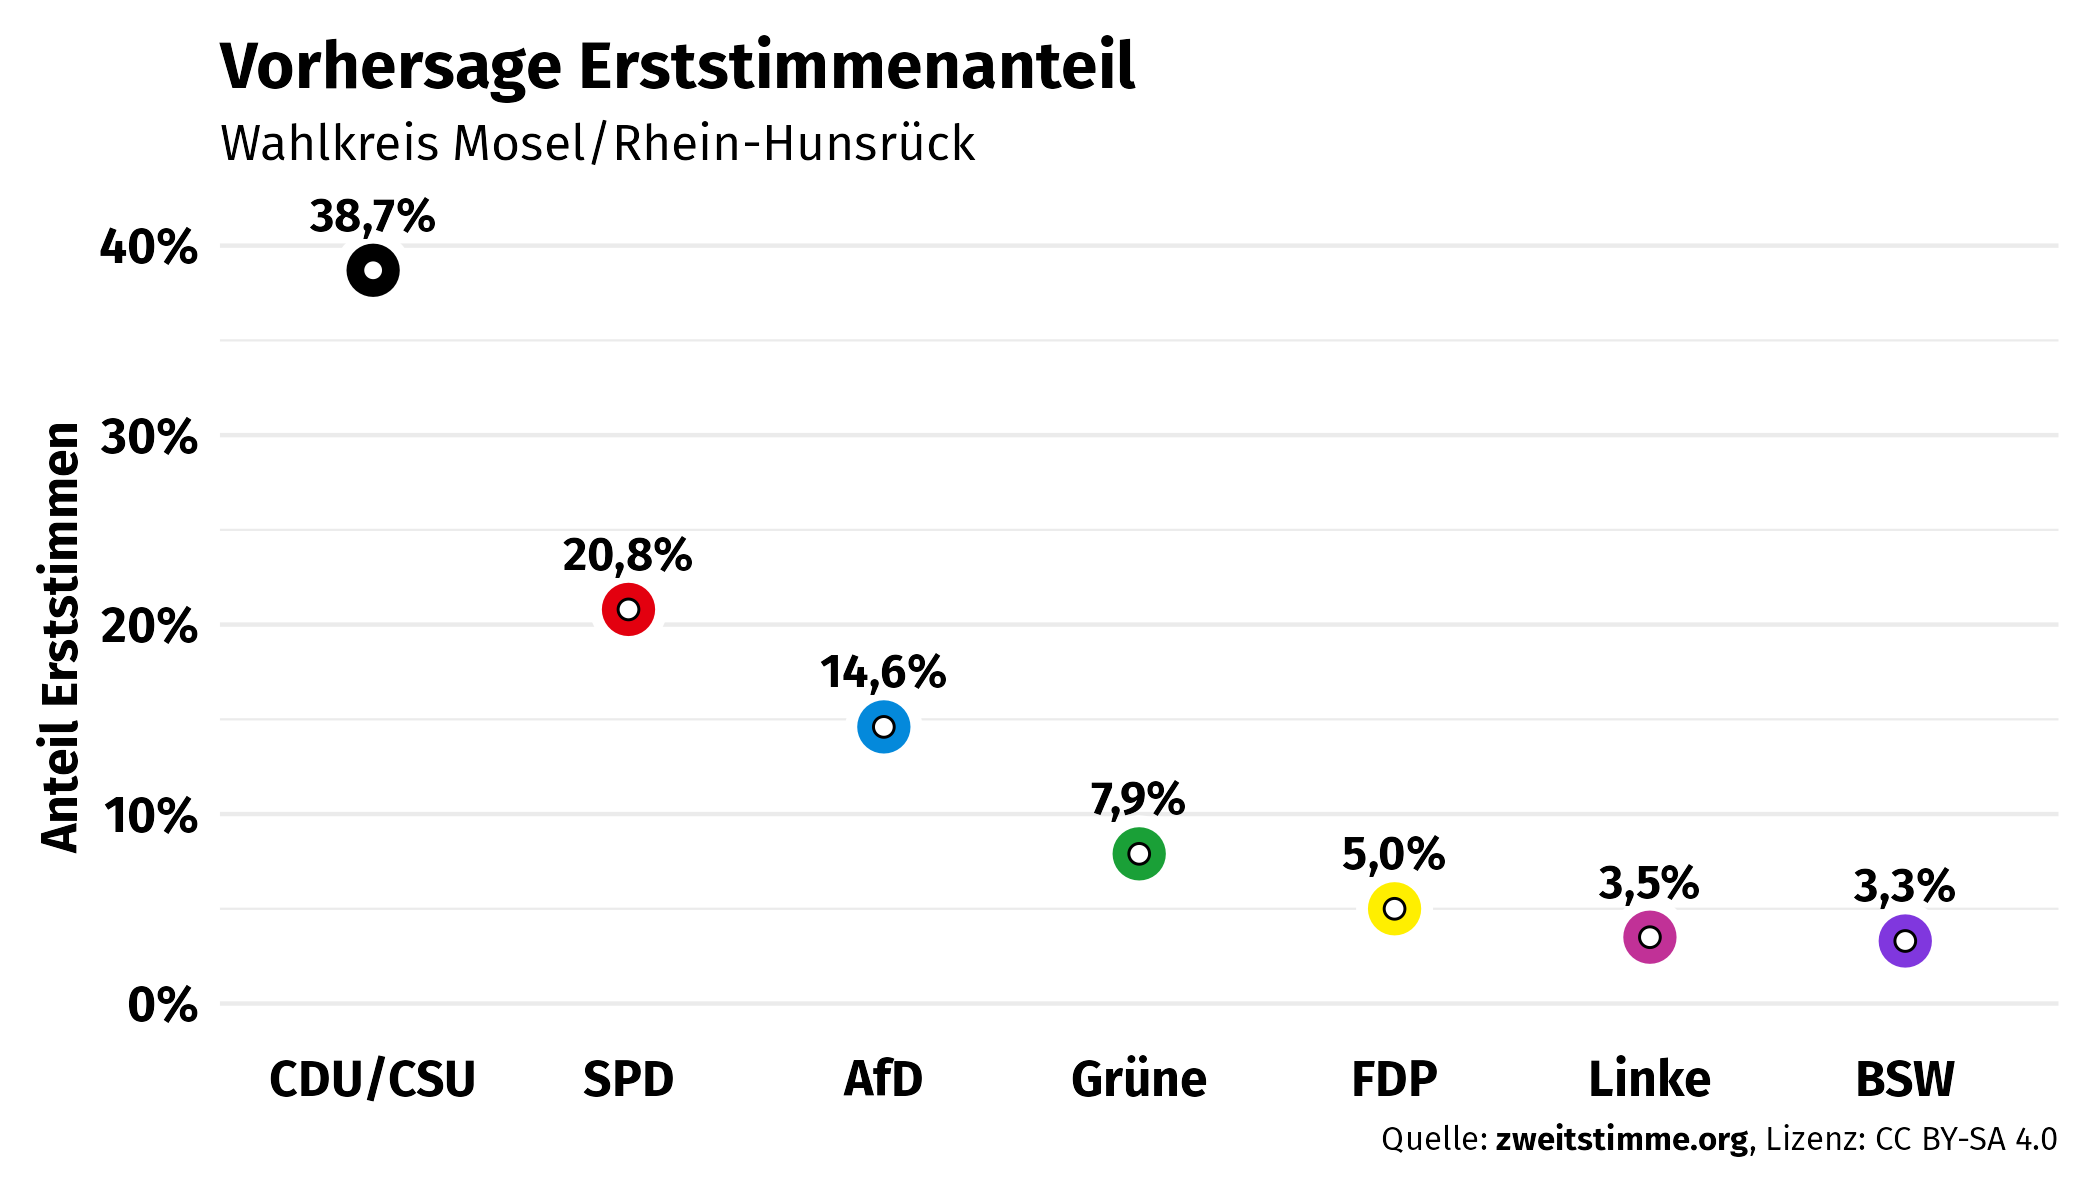 Vorhersage Erststimmenanteil
Wahlkreis Mosel/Rhein-Hunsrück
Anteil Erststimmen
40%
30%
20%
10%
0%
38,7%
20,8%
14,6%
7,9%
5,0%
3,5%
3,3%
CDU/CSU SPD AfD Grüne FDP Linke BSW
Quelle: zweitstimme.org, Lizenz: CC BY-SA 4.0